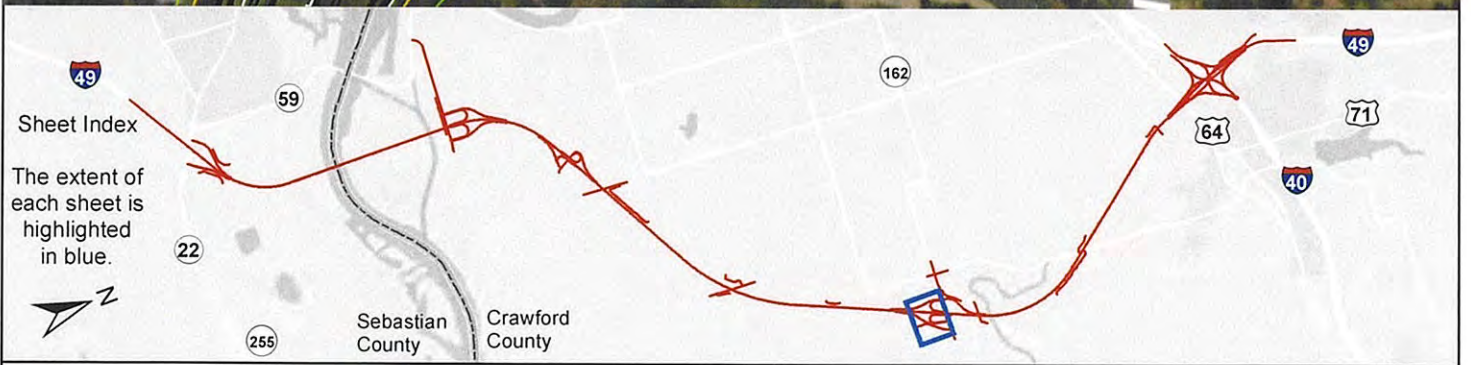 49
59
162
49
Sheet Index
71
64
The extent of
each sheet is
highlighted
in blue.
40
22
N
Sebastian
County
Crawford
County
255